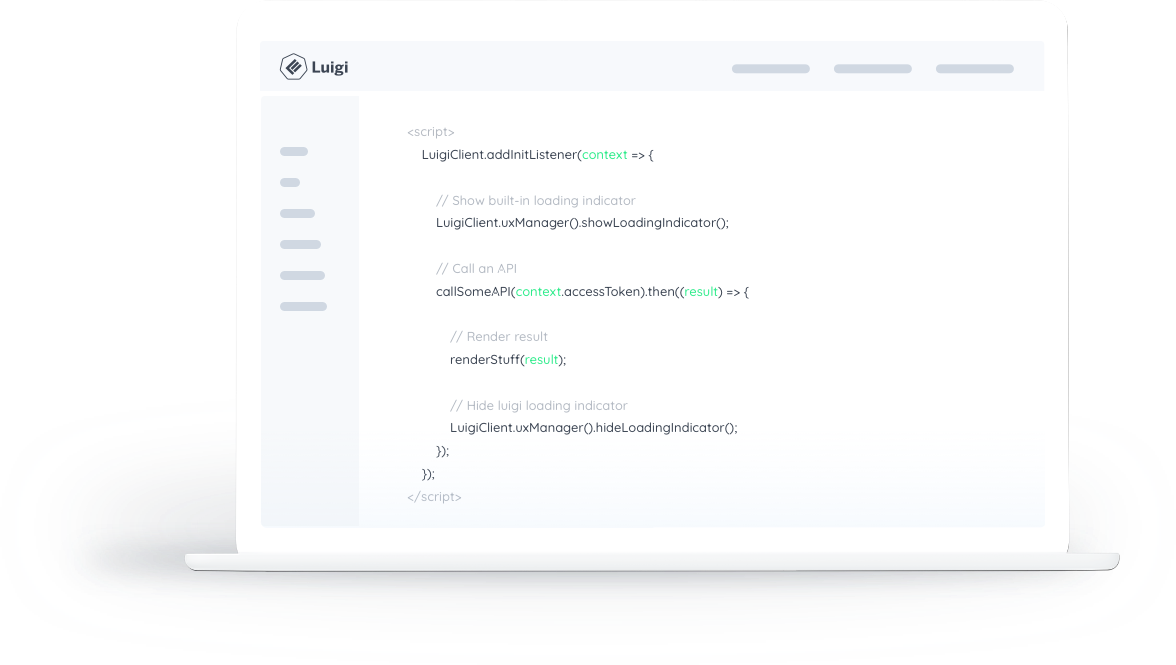 Luigi
<script>
LuigiClient.addInitListener(context => {
// Show built-in loading indicator
LuigiClient.uxManager().showLoadingIndicator();
// Call an API
callSomeAPI(context.accessToken).then((result) => {
// Render result
renderStuff(result);
// Hide luigi loading indicator
LuigiClient.uxManager().hideLoadingIndicator();
});
});
</script>